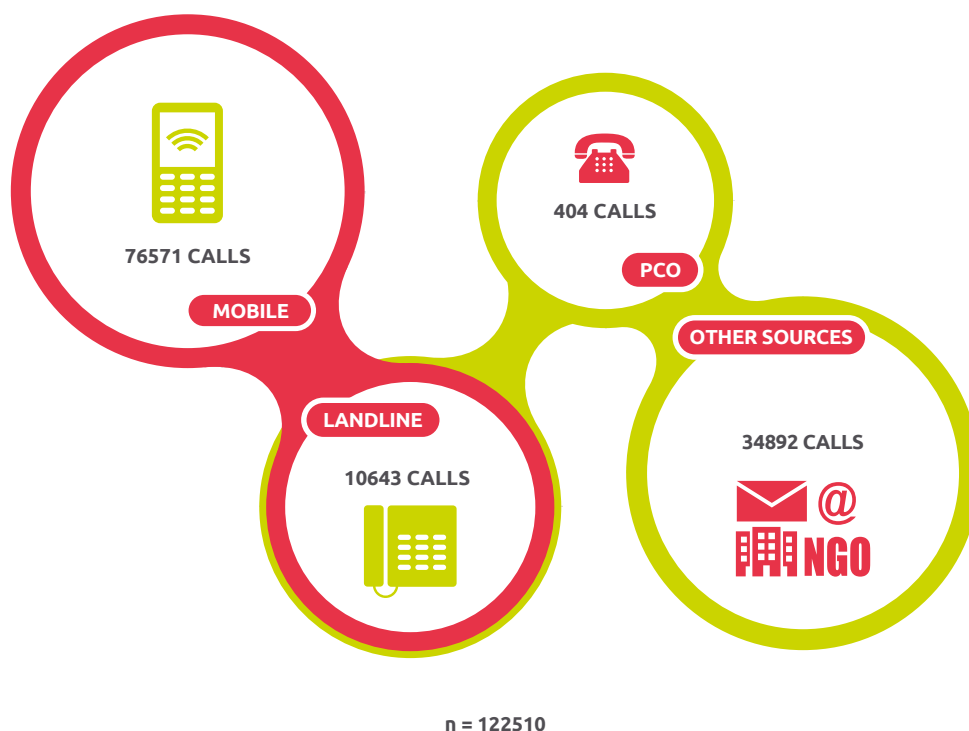 76571 CALLS
MOBILE
404 CALLS
PCO
LANDLINE
10643 CALLS
OTHER SOURCES
34892 CALLS
@
NGO
n = 122510